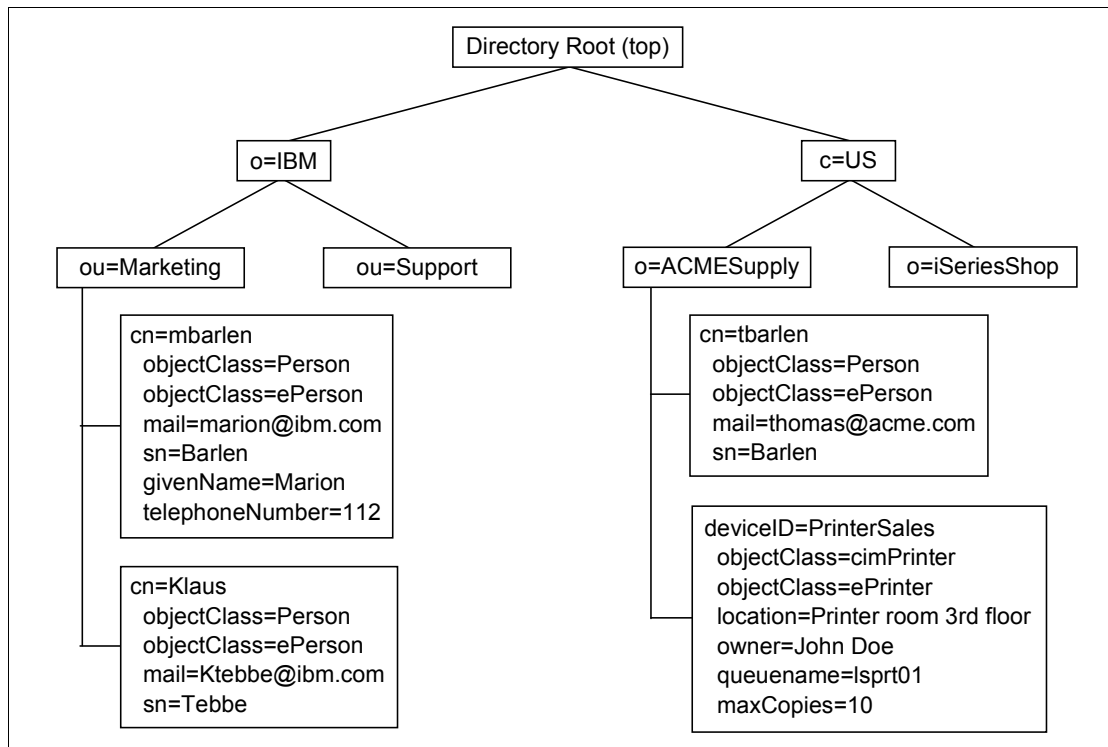 Directory Root (top)
o=IBM
c=US
ou=Marketing
ou=Support
o=ACMESupply
o=iSeriesShop
cn=mbarlen
objectClass=Person
objectClass=ePerson
mail=marion@ibm.com
sn=Barlen
givenName=Marion
telephoneNumber=112
cn=Klaus
objectClass=Person
objectClass=ePerson
mail=Ktebbe@ibm.com
sn=Tebbe
cn=tbarlen
objectClass=Person
objectClass=ePerson
mail=thomas@acme.com
sn=Barlen
deviceID=PrinterSales
objectClass=cimPrinter
objectClass=ePrinter
location=Printer room 3rd floor
owner=John Doe
queuename=lsprt01
maxCopies=10